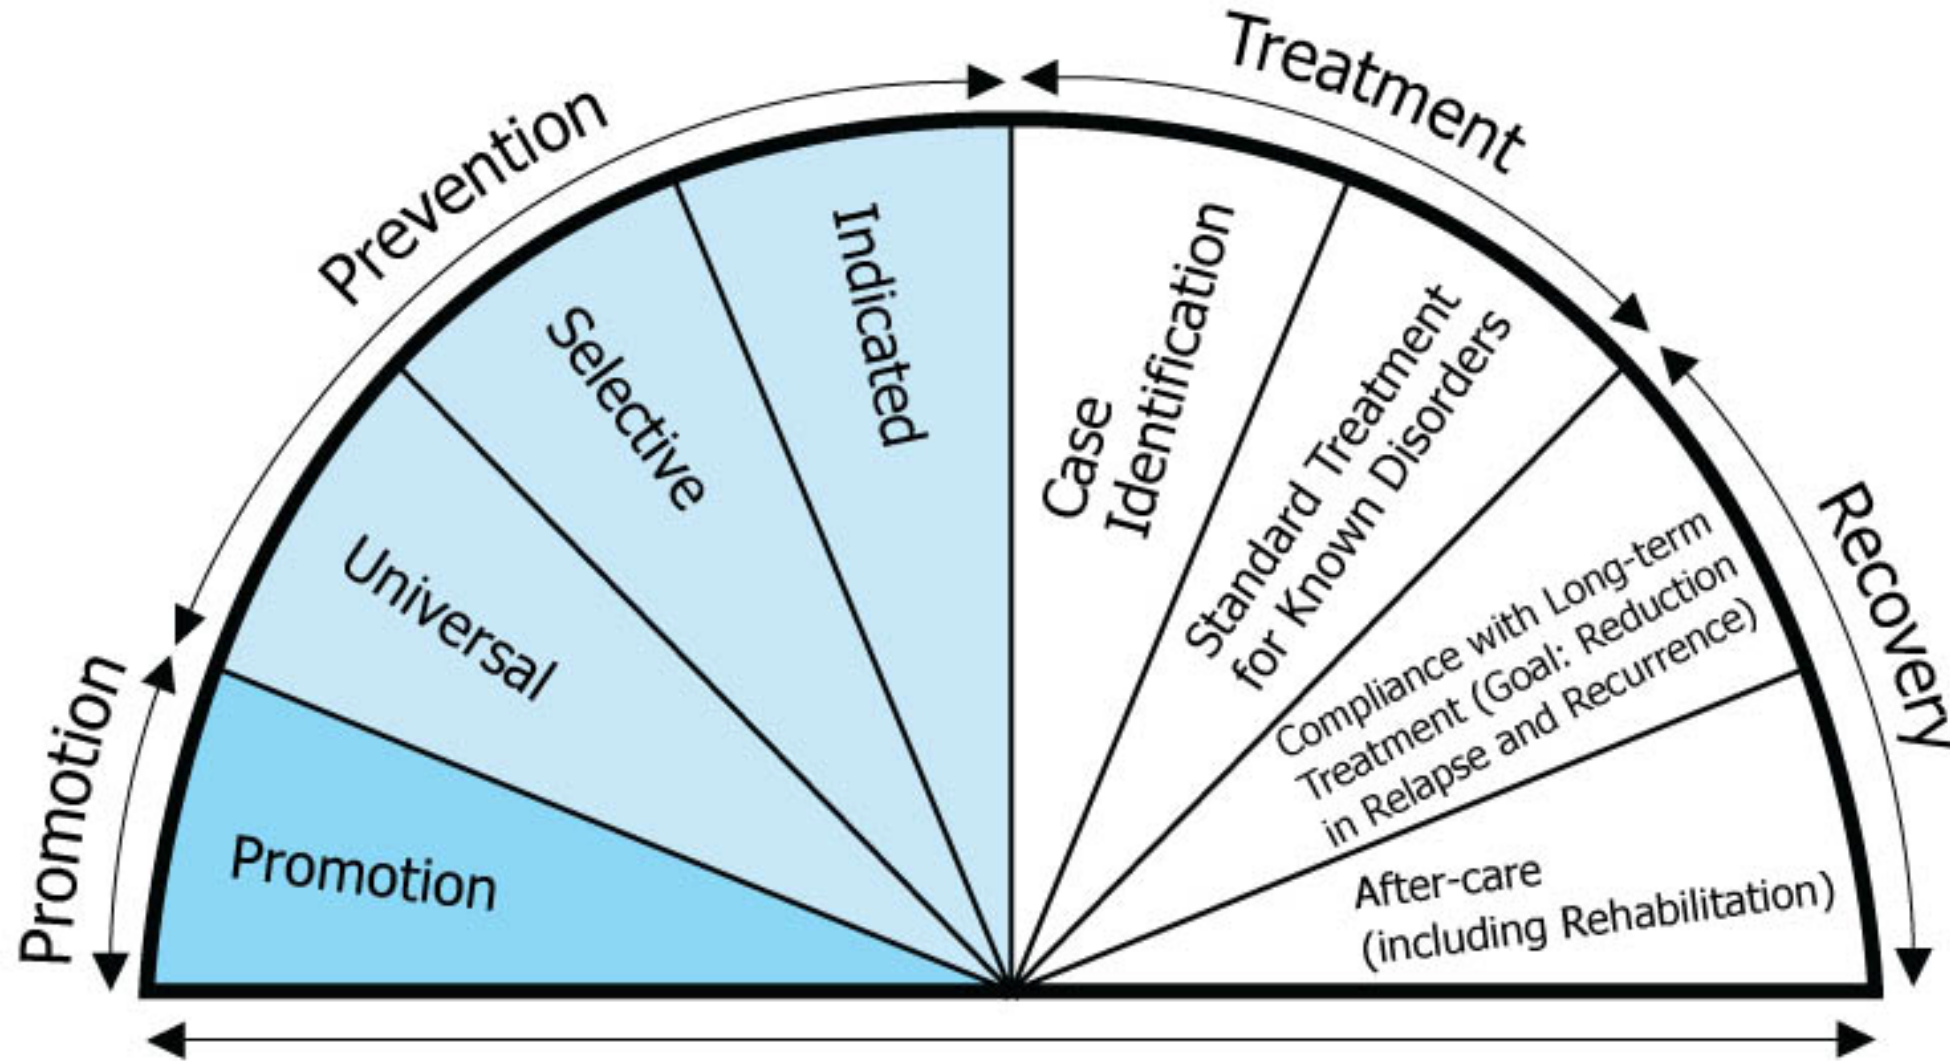 Promotion
Prevention
Treatment
Recovery
Promotion
Universal
Selective
Indicated
Case
Identification
Standard Treatment
for Known Disorders
Compliance with Long-term
Treatment (Goal: Reduction
in Relapse and Recurrence)
After-care
(including Rehabilitation)